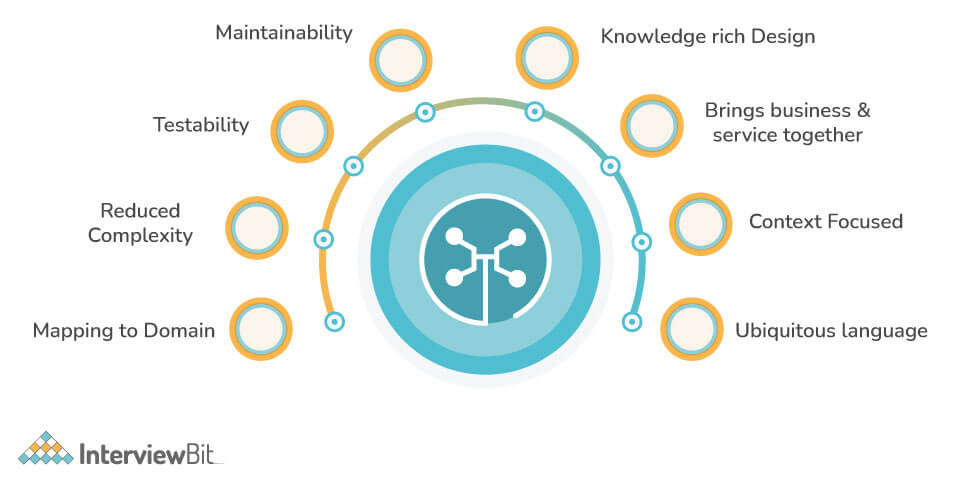 Maintainability
Knowledge rich Design
Testability
Brings business &
service together
Reduced
Complexity
Context Focused
Mapping to Domain
Ubiquitous language
InterviewBit